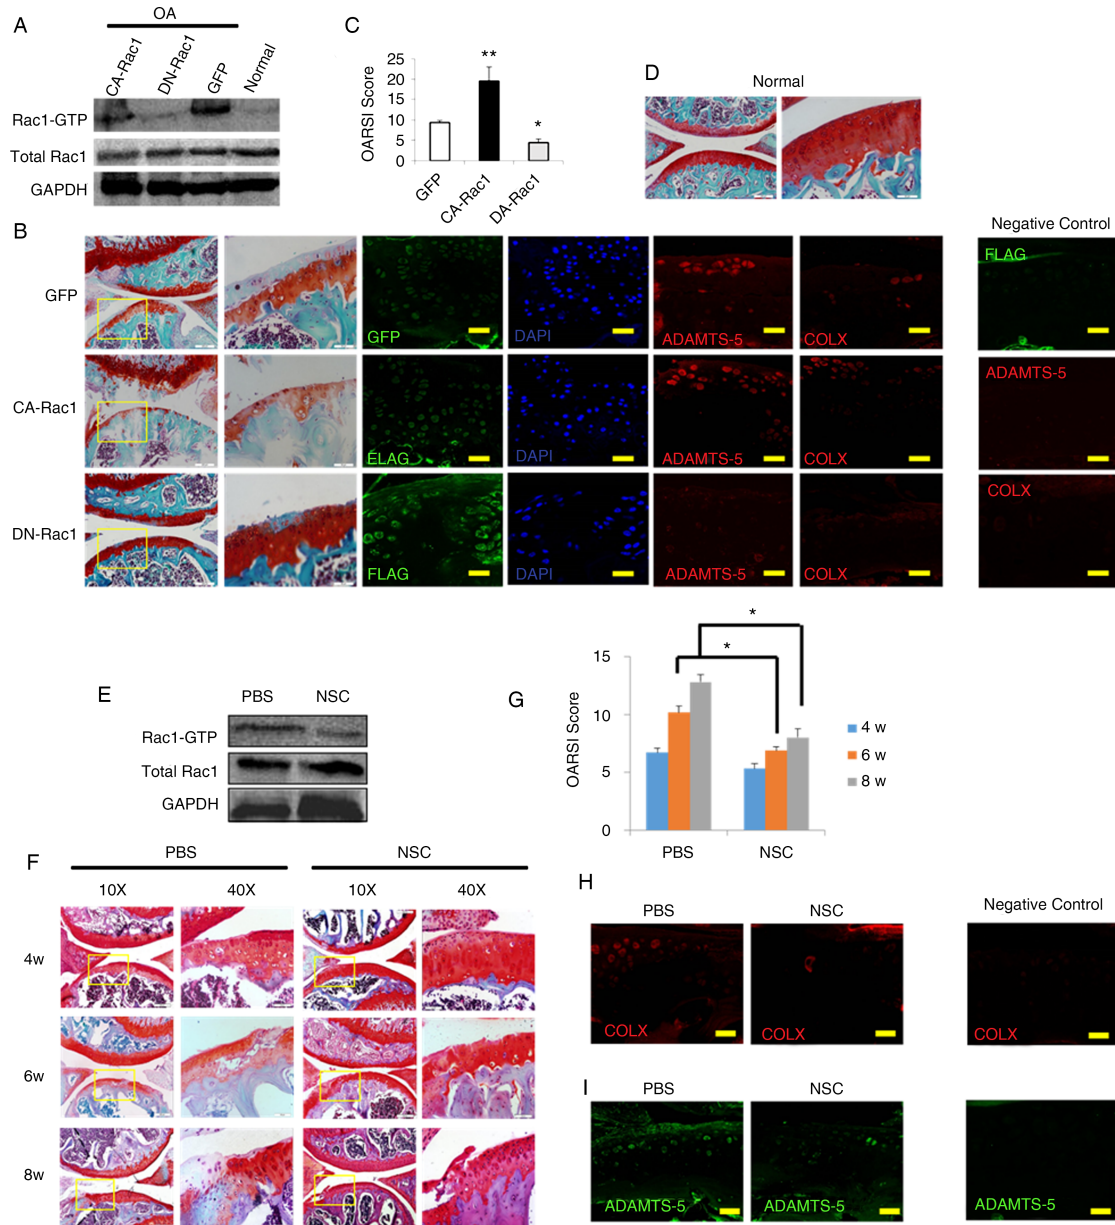 A
OA
CA-Rac1
DN-Rac1
GFP
Normal
Rac1-GTP
Total Rac1
GAPDH
C
OARSI Score
25
20
15
10
5
0
**
*
GFP
CA-Rac1
DA-Rac1
D
Normal
B
Negative Control
GFP
GFP
DAPI
ADAMTS-5
COLX
FLAG
CA-Rac1
ELAG
DAPI
ADAMTS-5
COLX
ADAMTS-5
DN-Rac1
FLAG
DAPI
ADAMTS-5
COLX
COLX
E
PBS
NSC
Rac1-GTP
Total Rac1
GAPDH
G
OARSI Score
15
10
5
0
*
*
PBS
NSC
4 w
6 w
8 w
F
PBS
NSC
10X
40X
10X
40X
4w
6w
8w
H
PBS
NSC
Negative Control
COLX
COLX
COLX
I
PBS
NSC
ADAMTS-5
ADAMTS-5
ADAMTS-5